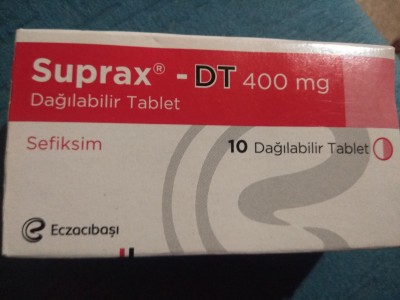 Suprax® - DT 400 mg
Dağılabilir Tablet
Sefiksim
10 Dağılabilir Tablet
Eczacıbaşı